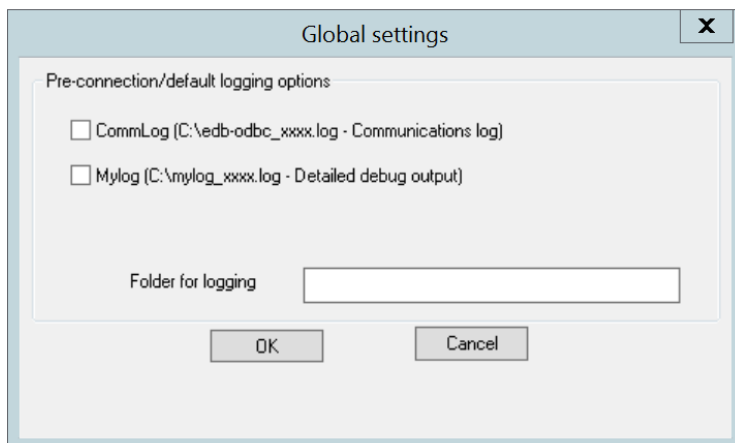 Global settings
X
Pre-connection/default logging options
CommLog (C:\edb-odbc_xxxx.log - Communications log)
Mylog (C:\mylog_xxxx.log - Detailed debug output)
Folder for logging
OK
Cancel